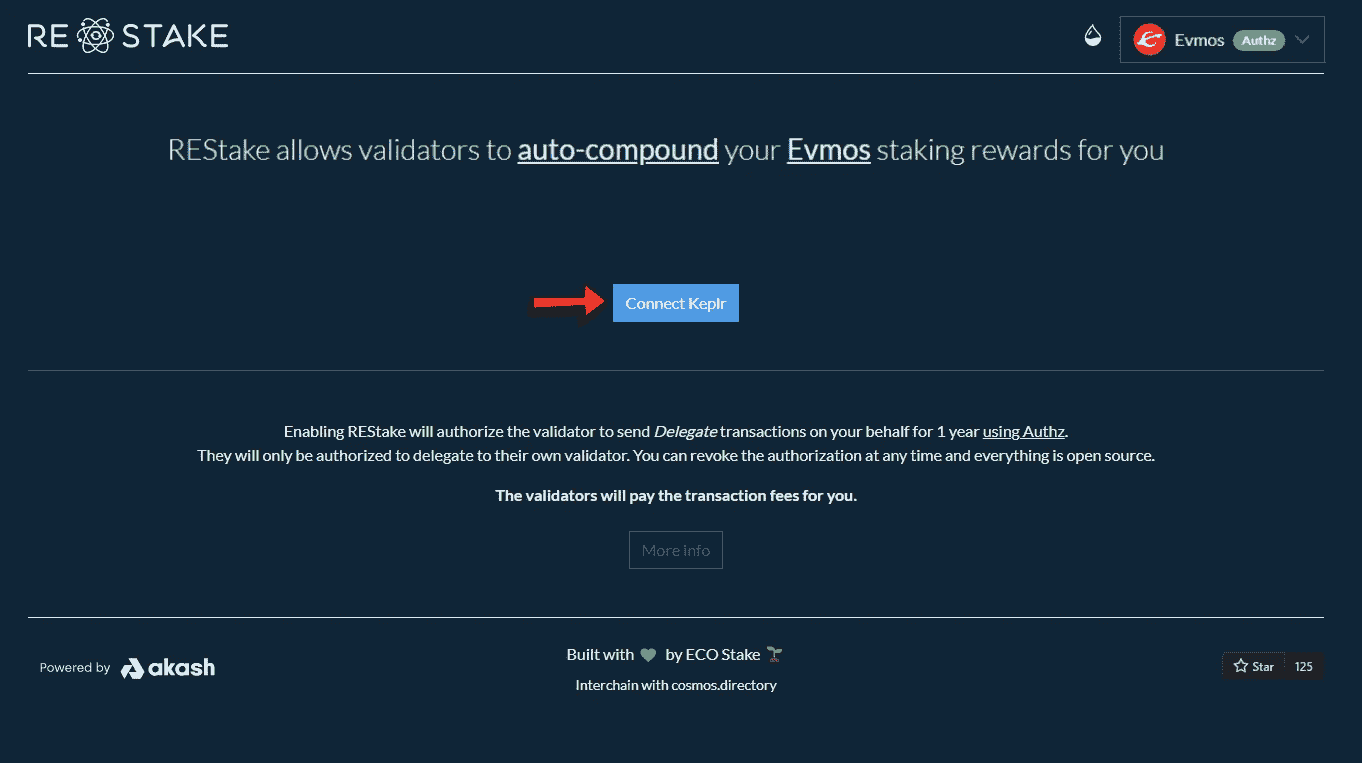 RE STAKE
Evmos Authz
REStake allows validators to auto-compound your Evmos staking rewards for you
Connect Keplr
Enabling REStake will authorize the validator to send Delegate transactions on your behalf for 1 year using Authz.
They will only be authorized to delegate to their own validator. You can revoke the authorization at any time and everything is open source.
The validators will pay the transaction fees for you.
More info
Powered by akash
Built with by ECO Stake
Interchain with cosmos.directory
Star 125